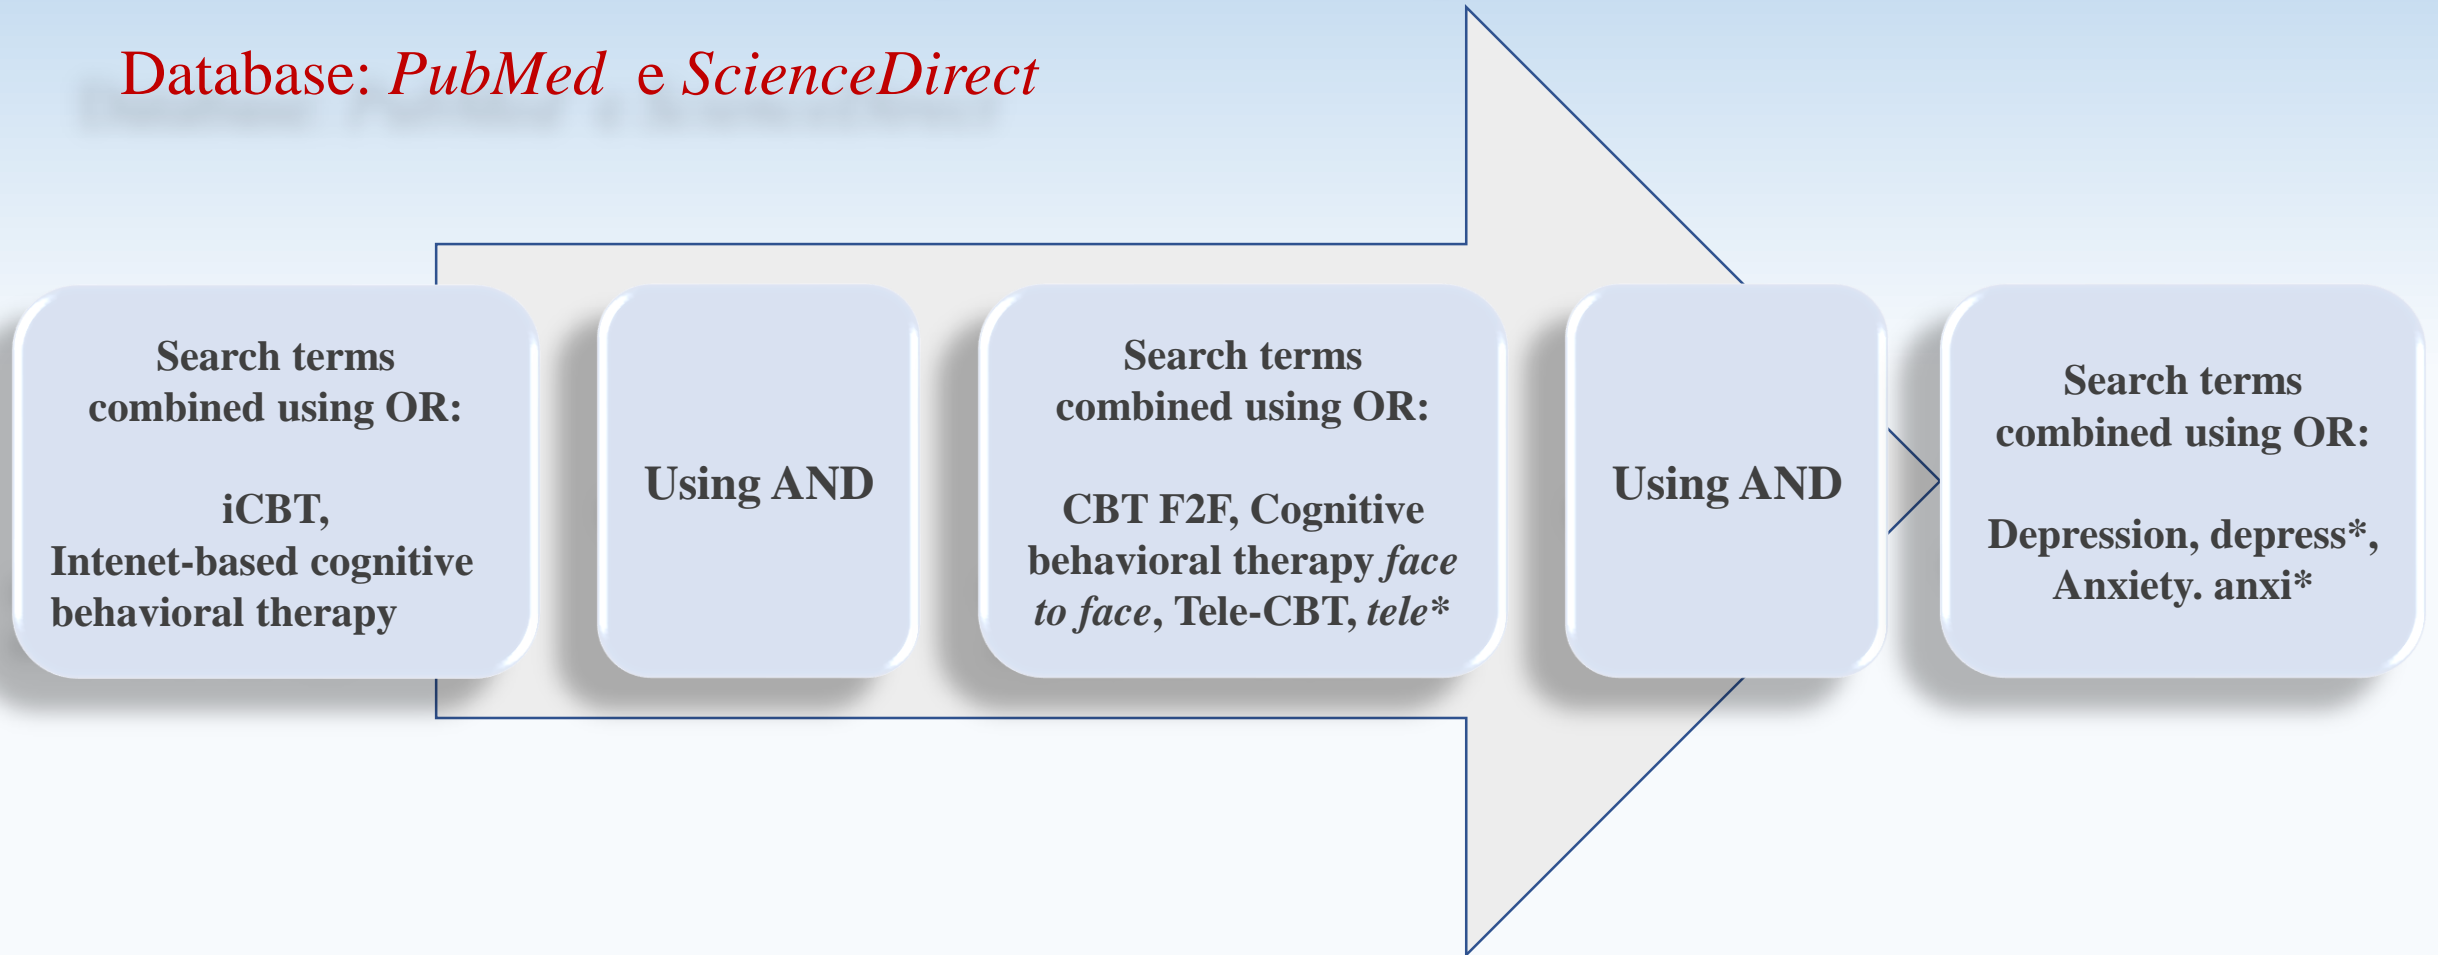 Database: PubMed e ScienceDirect
Search terms
combined using OR:
iCBT,
Intenet-based cognitive
behavioral therapy
Using AND
Search terms
combined using OR:
CBT F2F, Cognitive
behavioral therapy face
to face, Tele-CBT, tele*
Using AND
Search terms
combined using OR:
Depression, depress*,
Anxiety. anxi*